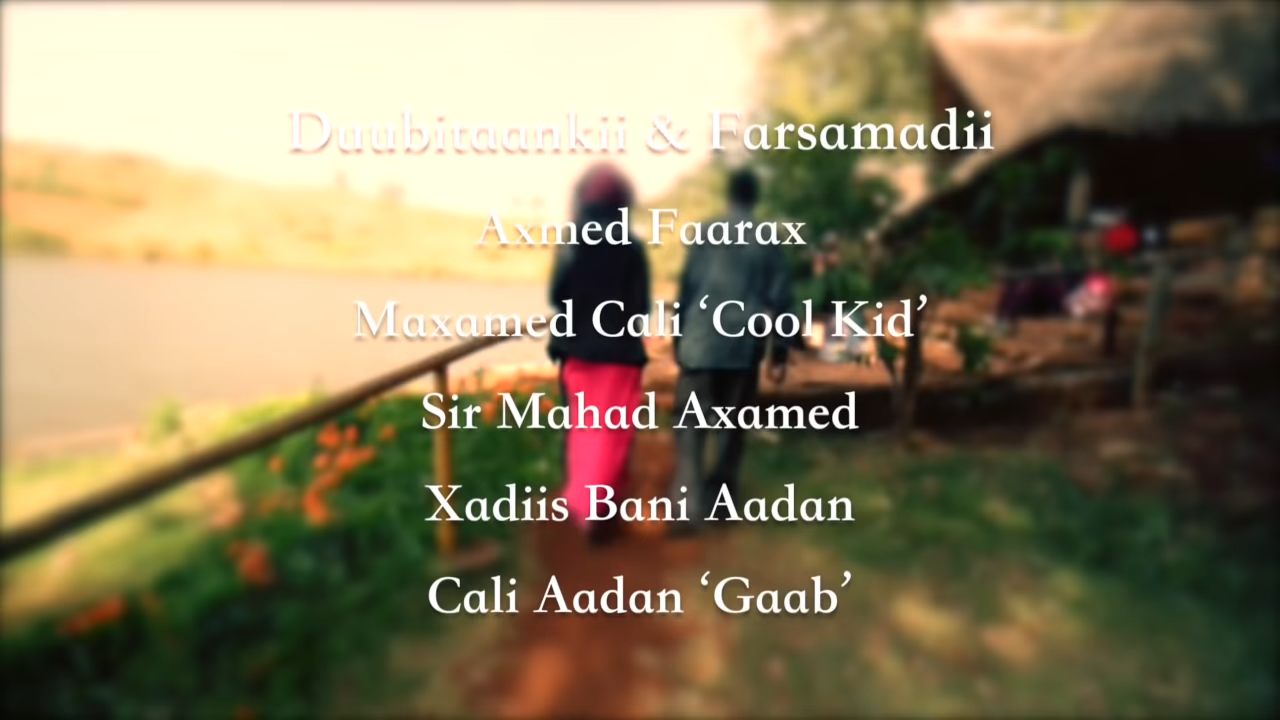 Duubitaankii & Farsamadii
Axmed Faarax
Maxamed Cali ‘Cool Kid’
Sir Mahad Axamed
Xadiis Bani Aadan
Cali Aadan ‘Gaab’